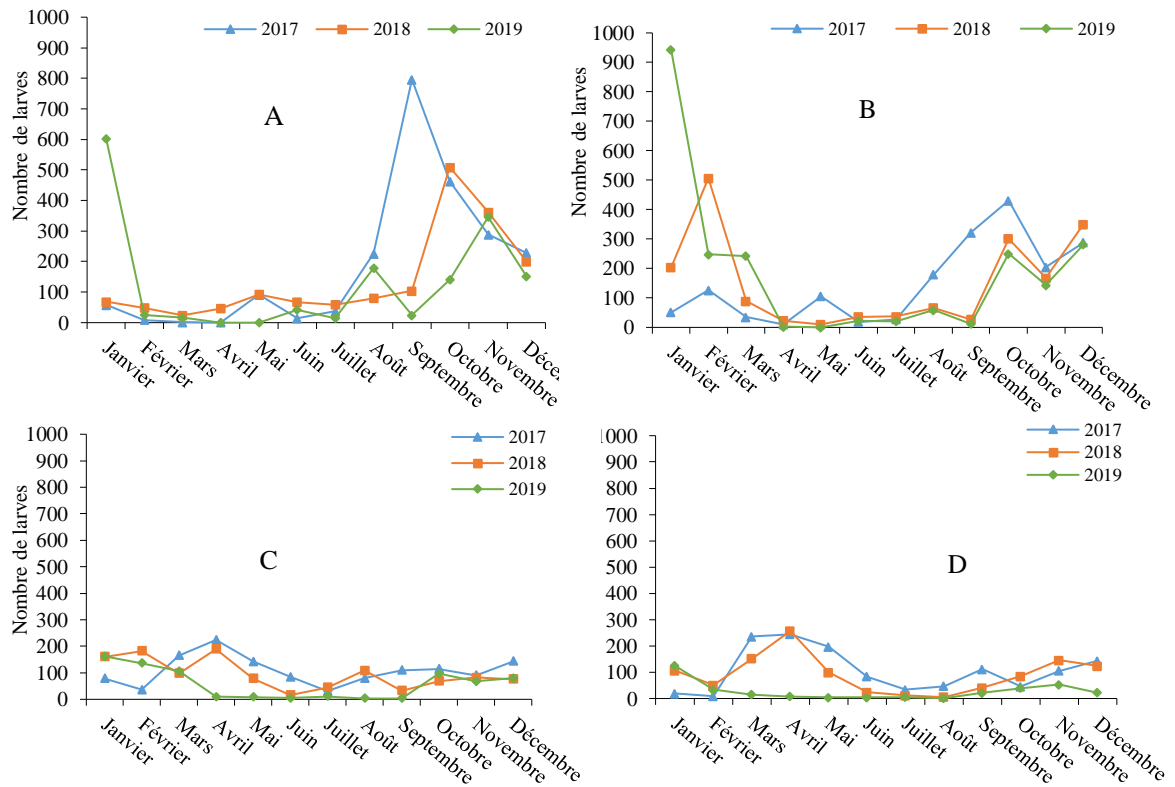 1000
900
800
700
600
500
400
300
200
100
0
Nombre de larves
2017 2018 2019
A
Janvier
Février
Mars
Avril
Mai
Juin
Juillet
Août
Septembre
Octobre
Novembre
Décem
1000
900
800
700
600
500
400
300
200
100
0
Nombre de larves
2017 2018 2019
B
Janvier
Février
Mars
Avril
Mai
Juin
Juillet
Août
Septembre
Octobre
Novembre
Décembre
1000
900
800
700
600
500
400
300
200
100
0
Nombre de larves
2017
2018
2019
C
Janvier
Février
Mars
Avril
Mai
Juin
Juillet
Août
Septembre
Octobre
Novembre
Décembre
1000
900
800
700
600
500
400
300
200
100
0
2017
2018
2019
D
Janvier
Février
Mars
Avril
Mai
Juin
Juillet
Août
Septembre
Octobre
Novembre
Décembre